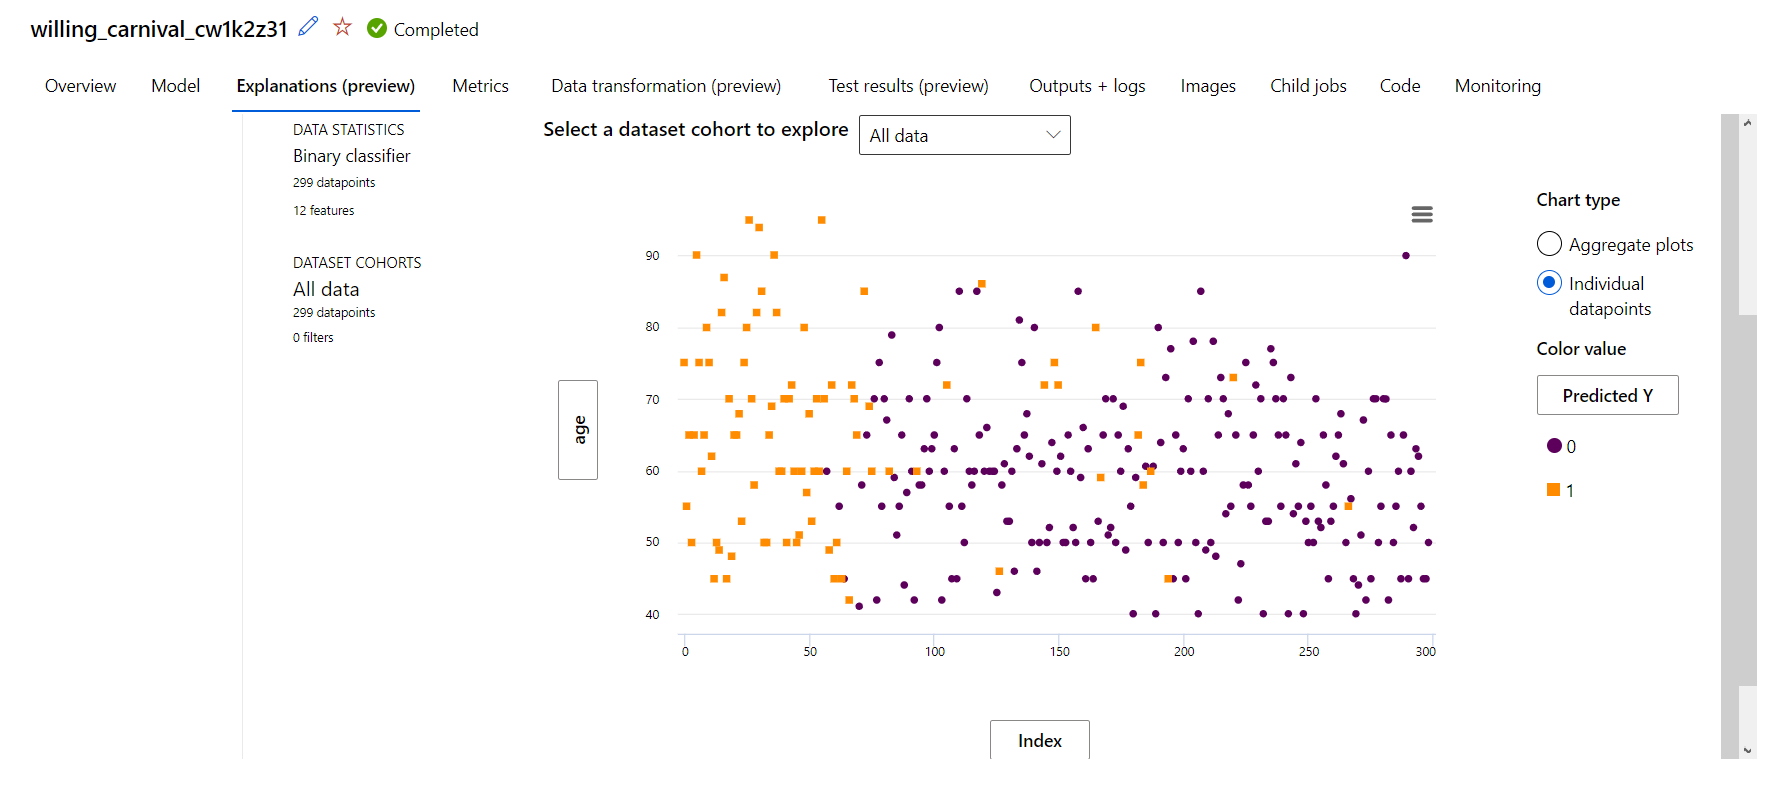 willing_carnival_cw1k2z31 Completed
Overview Model Explanations (preview) Metrics Data transformation (preview) Test results (preview) Outputs + logs Images Child jobs Code Monitoring
DATA STATISTICS
Binary classifier
299 datapoints
12 features
DATASET COHORTS
All data
299 datapoints
0 filters
Select a dataset cohort to explore All data
age
90
80
70
60
50
40
0 50 100 150 200 250 300
Index
Chart type
Aggregate plots
Individual
datapoints
Color value
Predicted Y
0
1